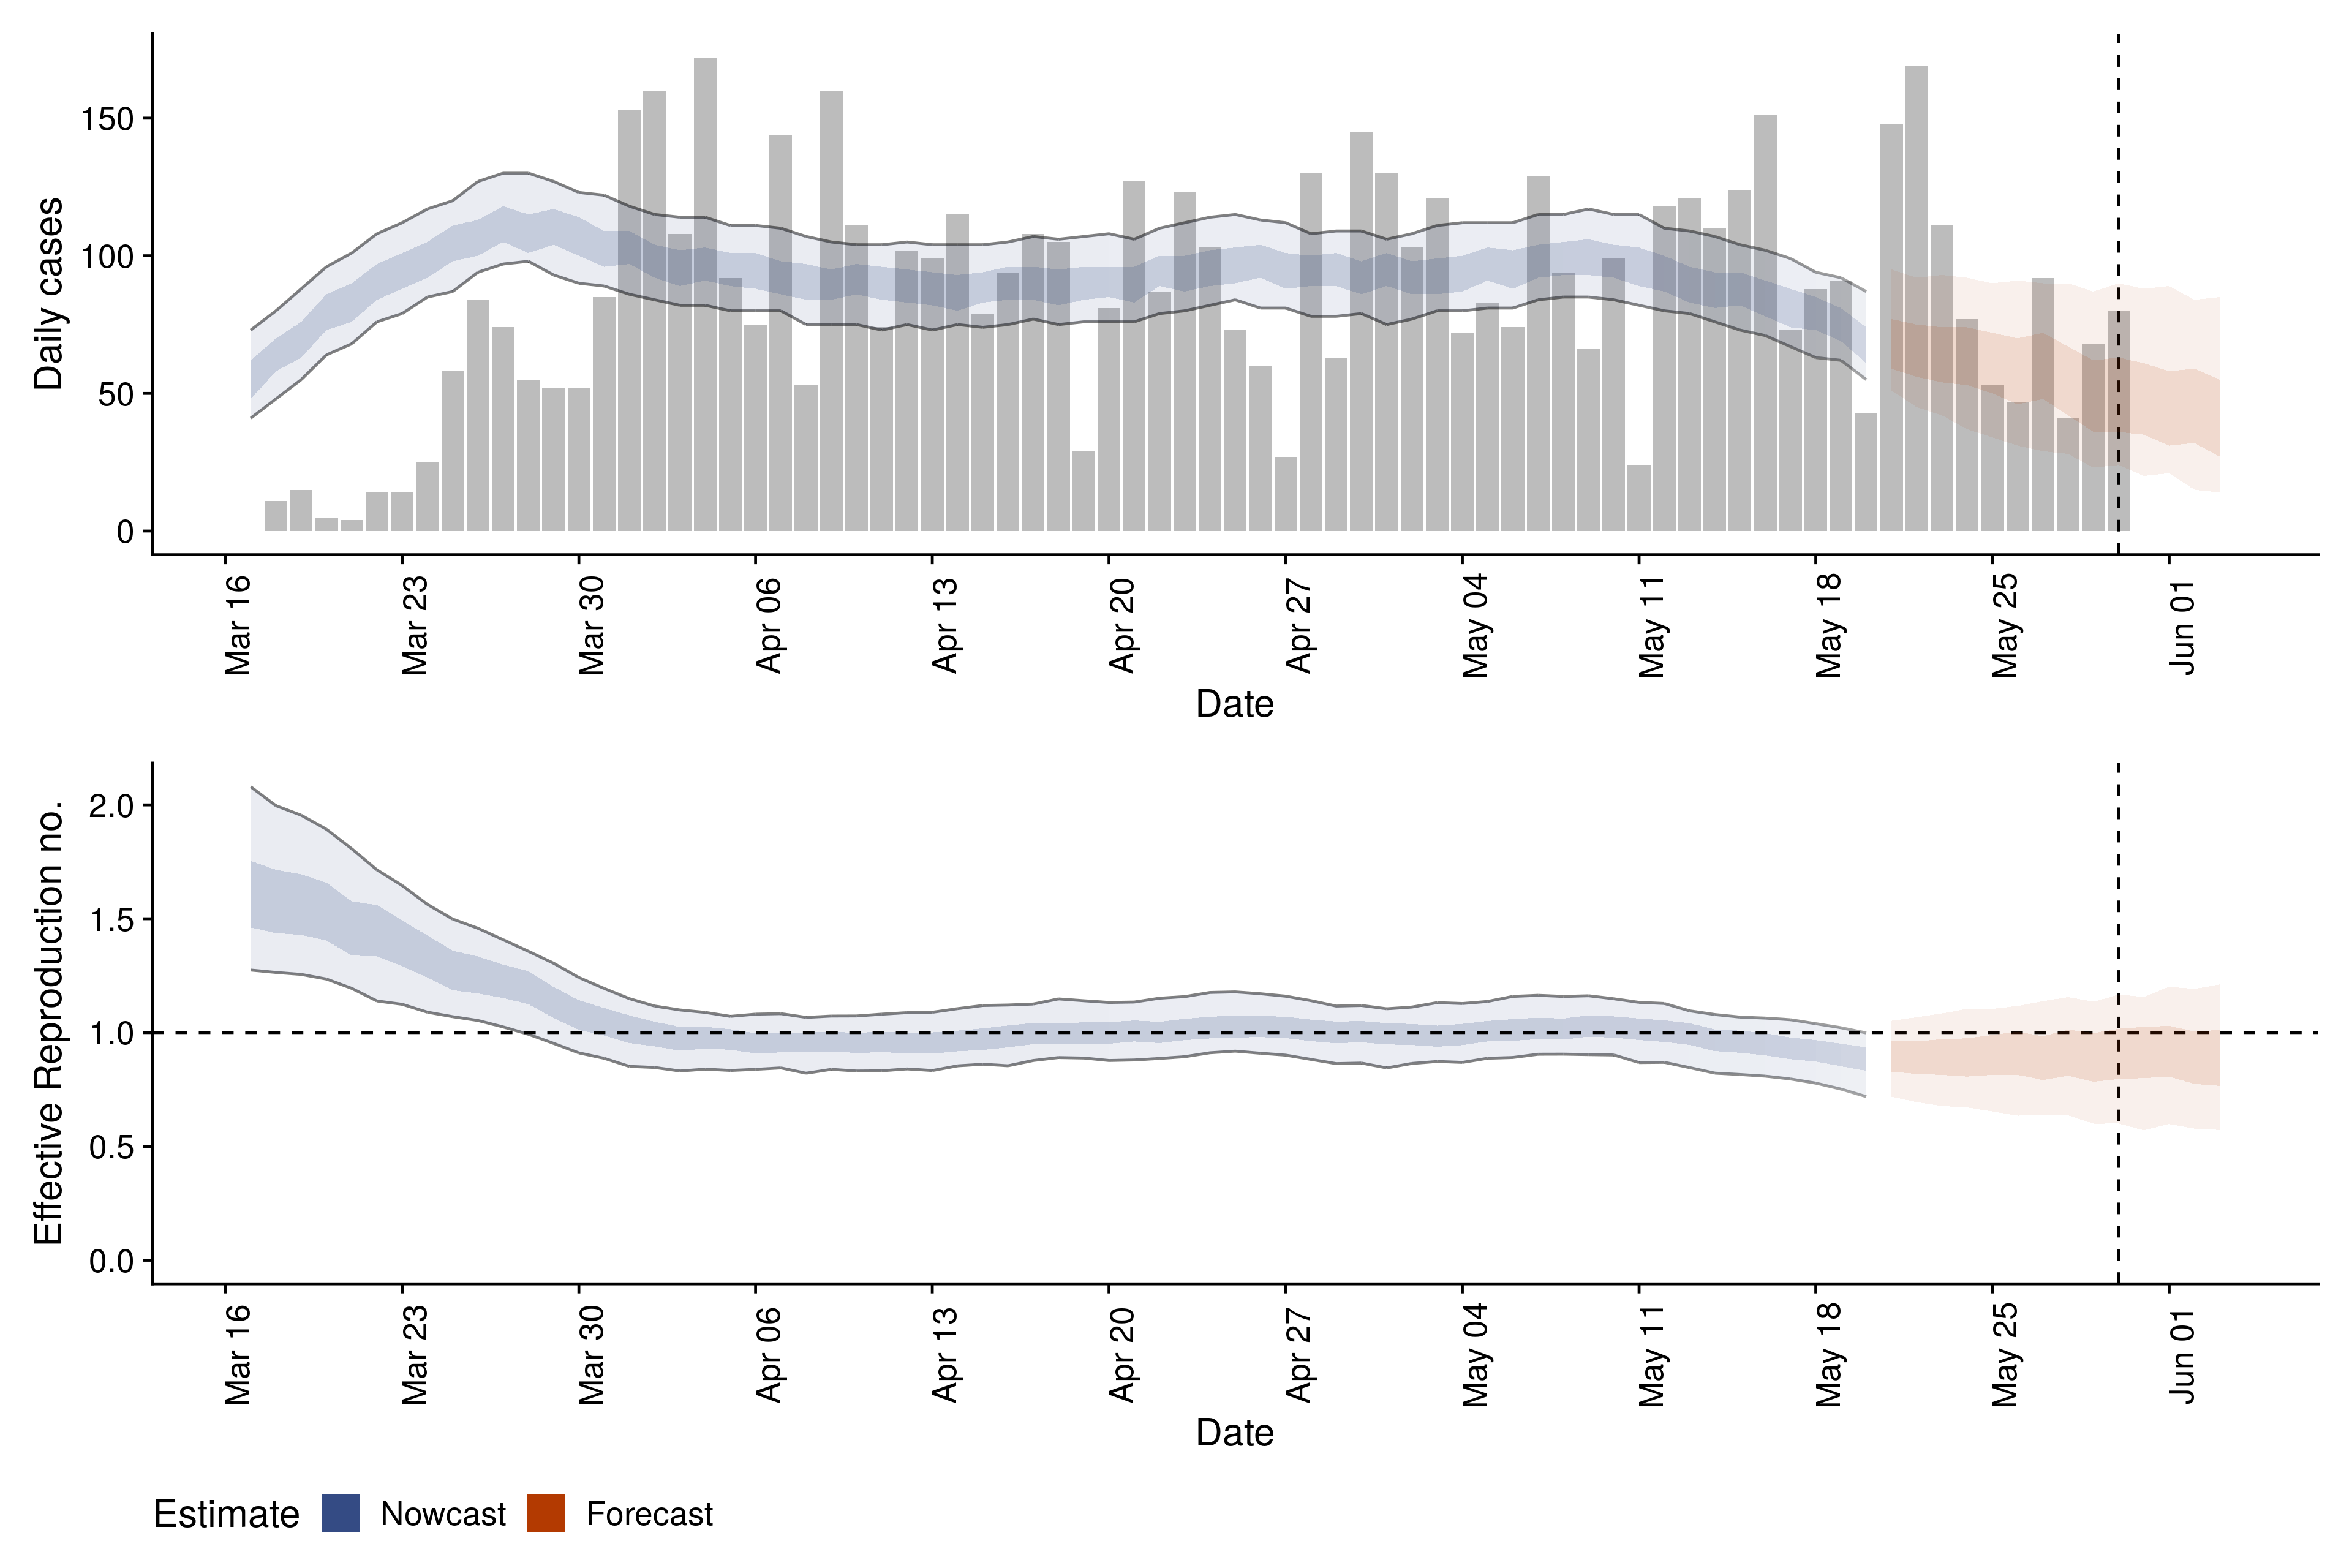 Daily cases
150
100
50
0
Mar 16
Mar 23
Mar 30
Apr 06
Apr 13
Apr 20
Apr 27
May 04
May 11
May 18
May 25
Jun 01
Date
Effective Reproduction no.
2.0
1.5
1.0
0.5
0.0
Mar 16
Mar 23
Mar 30
Apr 06
Apr 13
Apr 20
Apr 27
May 04
May 11
May 18
May 25
Jun 01
Date
Estimate Nowcast Forecast